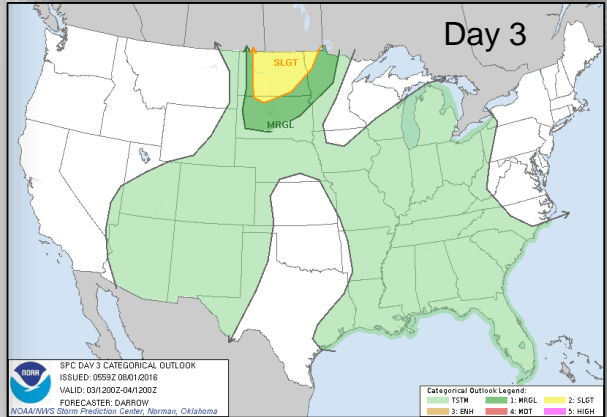 Day 3
SLGT
MRGL
NOAA
SPC DAY 3 CATEGORICAL OUTLOOK
ISSUED: 0559Z 08/01/2016
VALID: 03/1200Z-04/1200Z
FORECASTER: DARROW
NOAA/NWS Storm Prediction Center, Norman, Oklahoma
Categorical Outlook Legend:
TSTM 1: MRGL 2: SLGT
3: ENH 4: MDT 5: HIGH